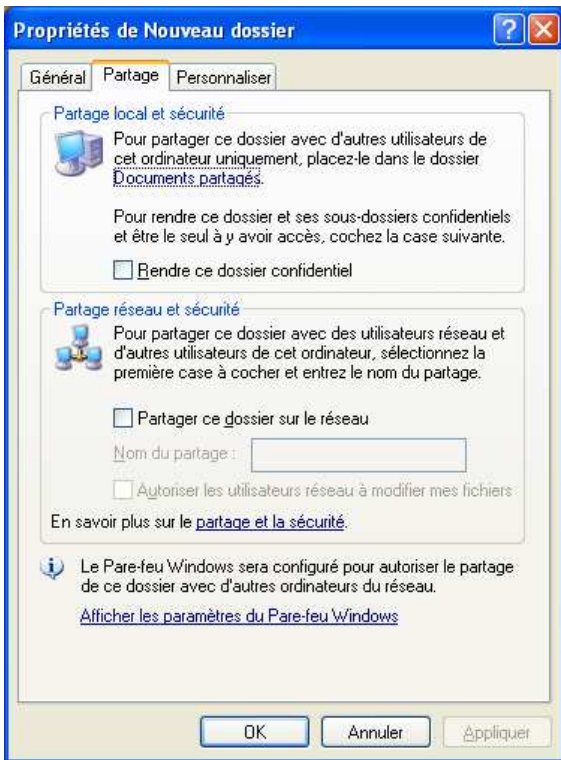 Propriétés de Nouveau dossier
Général Partage Personnaliser
Partage local et sécurité
Pour partager ce dossier avec d'autres utilisateurs de
cet ordinateur uniquement, placez-le dans le dossier
Documents partagés.
Pour rendre ce dossier et ses sous-dossiers confidentiels
et être le seul à y avoir accès, cochez la case suivante.
Rendre ce dossier confidentiel
Partage réseau et sécurité
Pour partager ce dossier avec des utilisateurs réseau et
d'autres utilisateurs de cet ordinateur, sélectionnez la
première case à cocher et entrez le nom du partage.
Partager ce dossier sur le réseau
Nom du partage :
Autoriser les utilisateurs réseau à modifier mes fichiers
En savoir plus sur le partage et la sécurité.
Le Pare-feu Windows sera configuré pour autoriser le partage
de ce dossier avec d'autres ordinateurs du réseau.
Afficher les paramètres du Pare-feu Windows
OK Annuler Appliquer